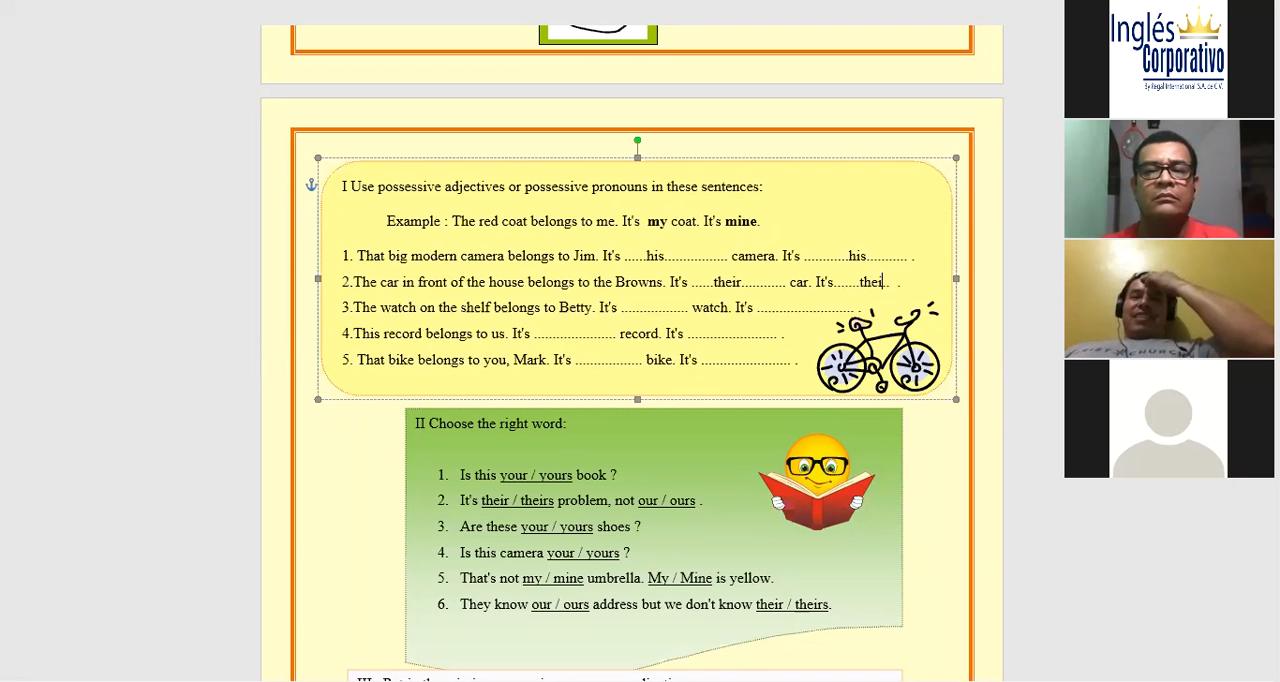 I Use possessive adjectives or possessive pronouns in these sentences:
Example : The red coat belongs to me. It's my coat. It's mine.
1. That big modern camera belongs to Jim. It's ......his................. camera. It's ............his........... .
2.The car in front of the house belongs to the Browns. It's ......their............ car. It's.......thei.. .
3.The watch on the shelf belongs to Betty. It's .................. watch. It's ............................
4.This record belongs to us. It's ...................... record. It's ........................ .
5. That bike belongs to you, Mark. It's .................. bike. It's ........................ .
II Choose the right word:
1. Is this your / yours book ?
2. It's their / theirs problem, not our / ours .
3. Are these your / yours shoes ?
4. Is this camera your / yours ?
5. That's not my / mine umbrella. My / Mine is yellow.
6. They know our / ours address but we don't know their / theirs.
Inglés
Corporativo
By Regal International S.A. de C.V.